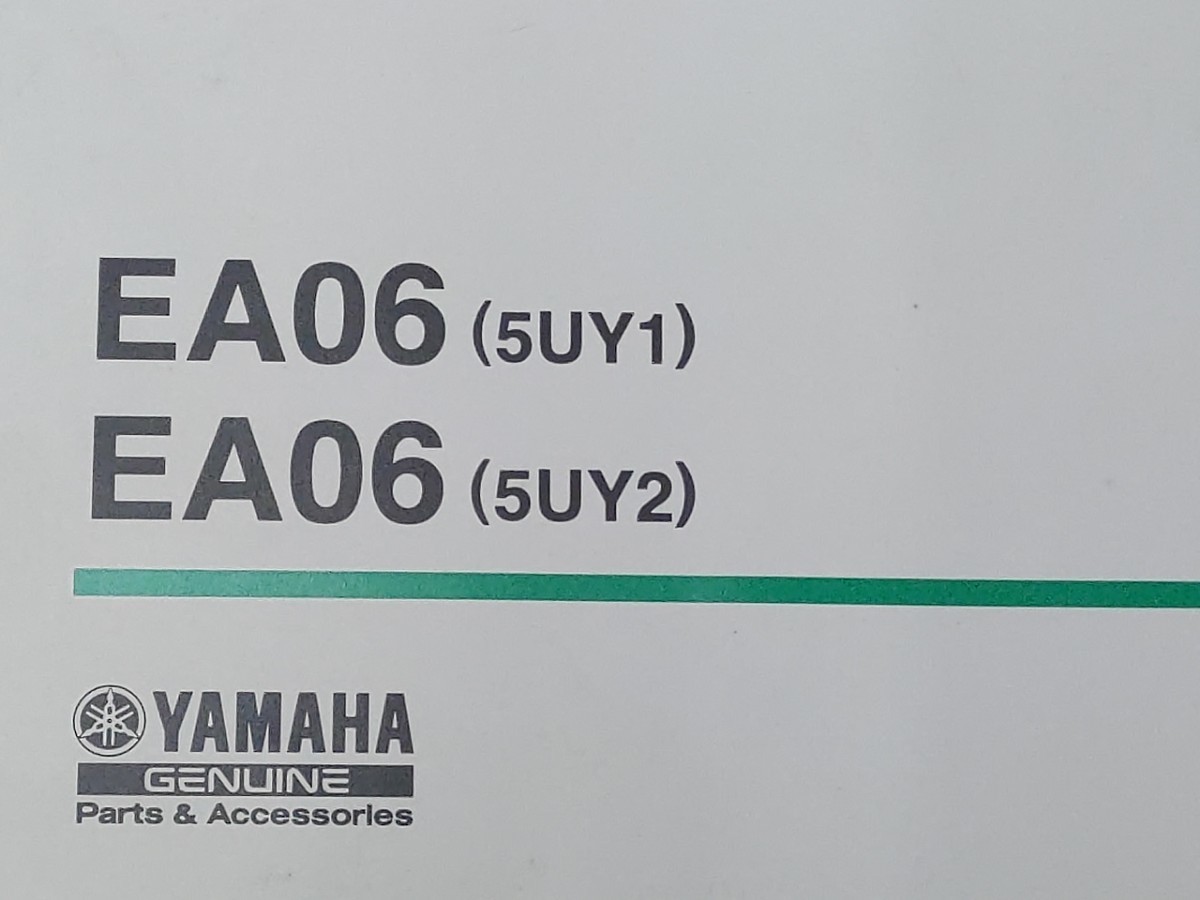 EA06 (5UY1)
EA06 (5UY2)
YAMAHA
GENUINE
Parts & Accessories